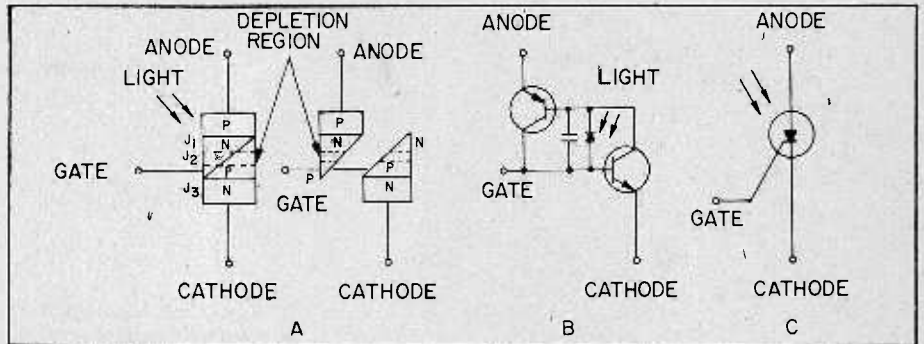 DEPLETION
REGION
ANODE
ANODE
LIGHT
P
N
J1
J2
P
J3
N
GATE
CATHODE
P
N
N
P
P
N
GATE
CATHODE
A
ANODE
LIGHT
GATE
CATHODE
B
ANODE
GATE
CATHODE
C